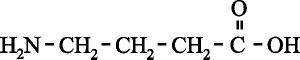 O
H₂N - CH₂ - CH₂ - CH₂ - C - OH